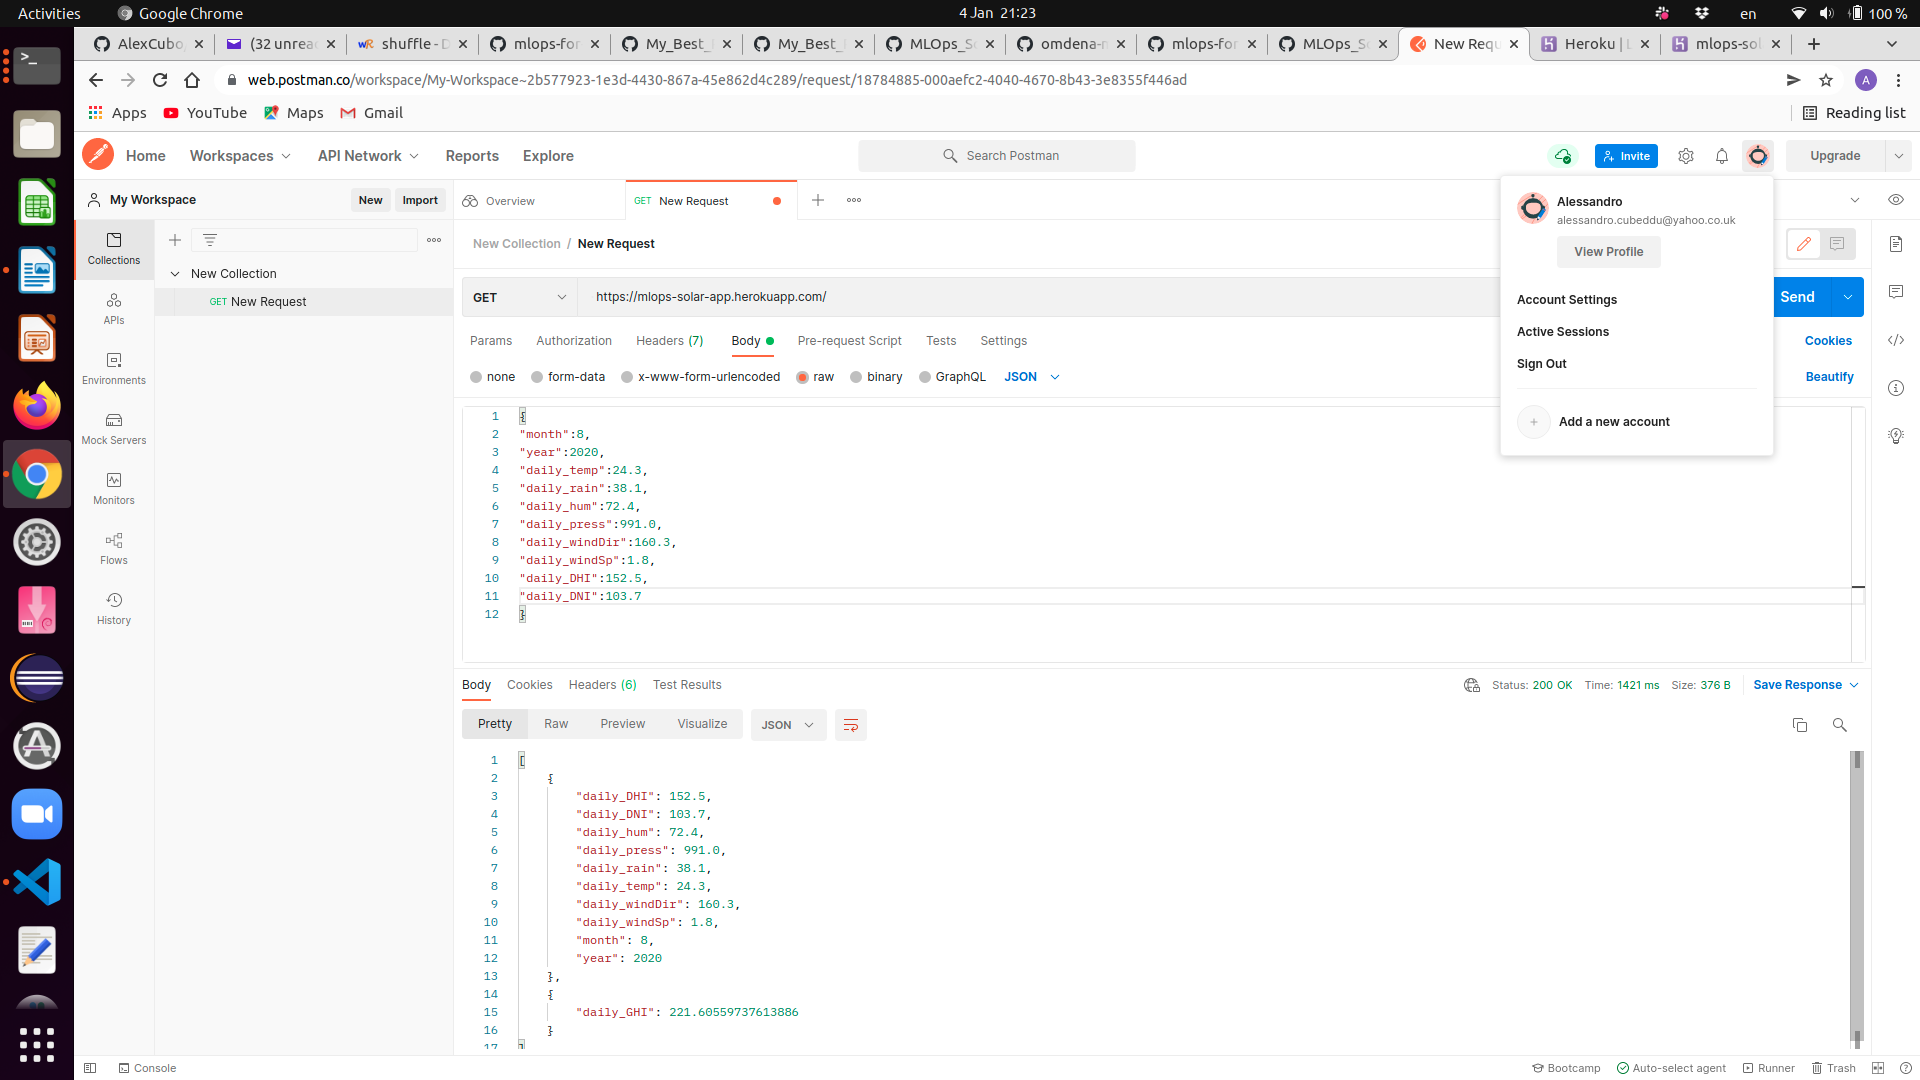 Activities
Google Chrome
4 Jan 21:23
en
100 %
AlexCubo
(32 unrea
shuffle - D
mlops-for
My_Best_
My_Best_
MLOps_S
omdena-m
mlops-for
MLOps_S
New Requ
Heroku | L
mlops-sol
web.postman.co/workspace/My-Workspace~2b577923-1e3d-4430-867a-45e862d4c289/request/18784885-000aefc2-4040-4670-8b43-3e8355f446ad
A
Apps
YouTube
Maps
Gmail
Reading list
Home
Workspaces
API Network
Reports
Explore
Search Postman
Invite
Upgrade
My Workspace
New
Import
Overview
GET New Request
Alessandro
alessandro.cubeddu@yahoo.co.uk
View Profile
Account Settings
Active Sessions
Sign Out
Add a new account
Collections
APIs
Environments
Mock Servers
Monitors
Flows
History
New Collection
GET New Request
New Collection / New Request
GET
https://mlops-solar-app.herokuapp.com/
Send
Params
Authorization
Headers (7)
Body
Pre-request Script
Tests
Settings
Cookies
none
form-data
x-www-form-urlencoded
raw
binary
GraphQL
JSON
Beautify
1 {
2 "month":8,
3 "year":2020,
4 "daily_temp":24.3,
5 "daily_rain":38.1,
6 "daily_hum":72.4,
7 "daily_press":991.0,
8 "daily_windDir":160.3,
9 "daily_windSp":1.8,
10 "daily_DHI":152.5,
11 "daily_DNI":103.7
12 }
Body
Cookies
Headers (6)
Test Results
Status: 200 OK
Time: 1421 ms
Size: 376 B
Save Response
Pretty
Raw
Preview
Visualize
JSON
1 [
2 {
3 "daily_DHI": 152.5,
4 "daily_DNI": 103.7,
5 "daily_hum": 72.4,
6 "daily_press": 991.0,
7 "daily_rain": 38.1,
8 "daily_temp": 24.3,
9 "daily_windDir": 160.3,
10 "daily_windSp": 1.8,
11 "month": 8,
12 "year": 2020
13 },
14 {
15 "daily_GHI": 221.60559737613886
16 }
17 ]
Console
Bootcamp
Auto-select agent
Runner
Trash